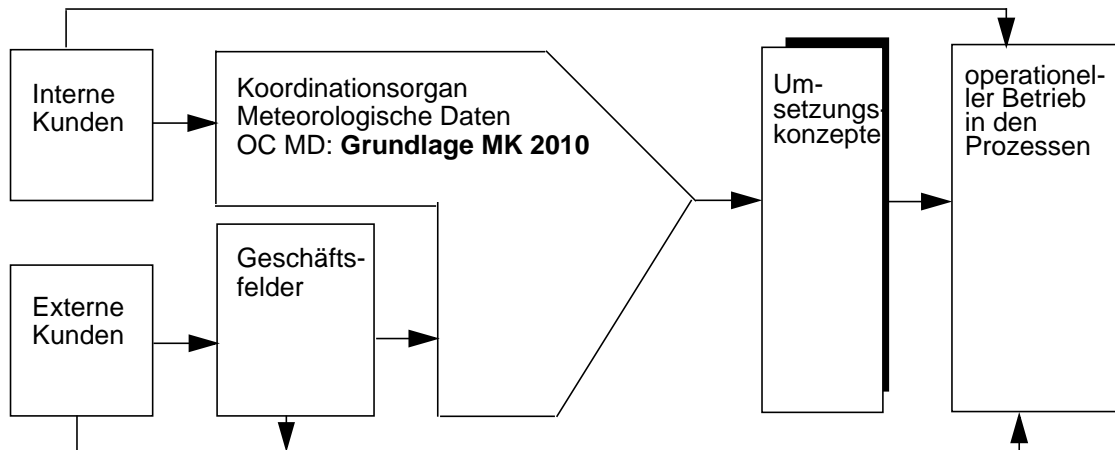 Interne
Kunden
Koordinationsorgan
Meteorologische Daten
OC MD: Grundlage MK 2010
Um-
setzungs-
konzepte
operationel-
ller Betrieb
in den
Prozessen
Geschäfts-
felder
Externe
Kunden